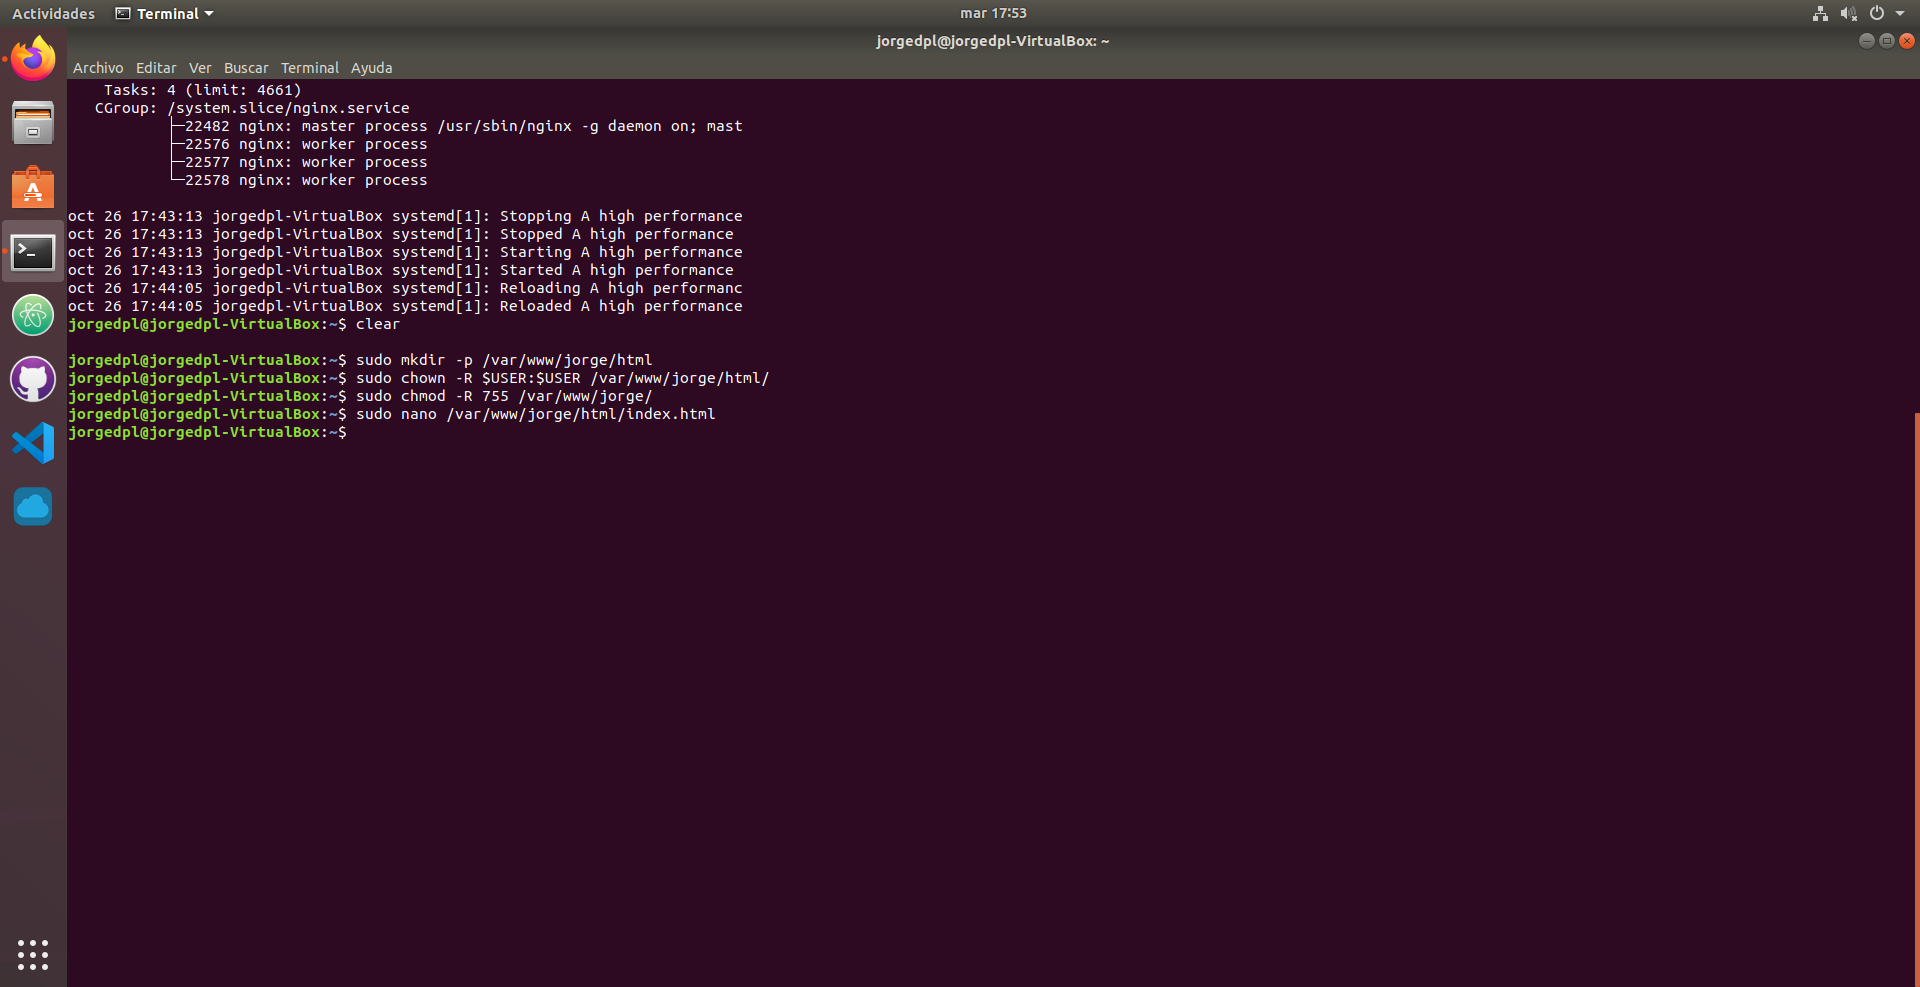 Actividades Terminal mar 17:53
jorgedpl@jorgedpl-VirtualBox: ~
Archivo Editar Ver Buscar Terminal Ayuda
Tasks: 4 (limit: 4661)
CGroup: /system.slice/nginx.service
├─22482 nginx: master process /usr/sbin/nginx -g daemon on; mast
├─22576 nginx: worker process
├─22577 nginx: worker process
└─22578 nginx: worker process
oct 26 17:43:13 jorgedpl-VirtualBox systemd[1]: Stopping A high performance
oct 26 17:43:13 jorgedpl-VirtualBox systemd[1]: Stopped A high performance
oct 26 17:43:13 jorgedpl-VirtualBox systemd[1]: Starting A high performance
oct 26 17:43:13 jorgedpl-VirtualBox systemd[1]: Started A high performance
oct 26 17:44:05 jorgedpl-VirtualBox systemd[1]: Reloading A high performanc
oct 26 17:44:05 jorgedpl-VirtualBox systemd[1]: Reloaded A high performance
jorgedpl@jorgedpl-VirtualBox:~$ clear
jorgedpl@jorgedpl-VirtualBox:~$ sudo mkdir -p /var/www/jorge/html
jorgedpl@jorgedpl-VirtualBox:~$ sudo chown -R $USER:$USER /var/www/jorge/html/
jorgedpl@jorgedpl-VirtualBox:~$ sudo chmod -R 755 /var/www/jorge/
jorgedpl@jorgedpl-VirtualBox:~$ sudo nano /var/www/jorge/html/index.html
jorgedpl@jorgedpl-VirtualBox:~$